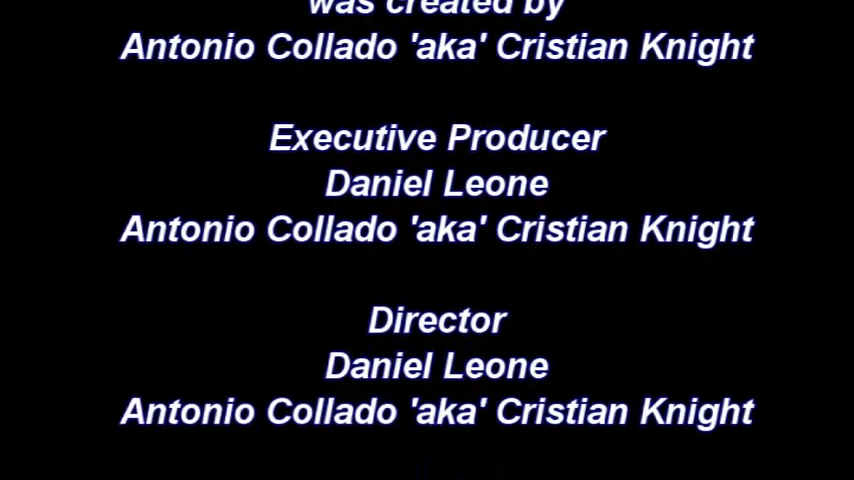 was created by
Antonio Collado 'aka' Cristian Knight
Executive Producer
Daniel Leone
Antonio Collado 'aka' Cristian Knight
Director
Daniel Leone
Antonio Collado 'aka' Cristian Knight